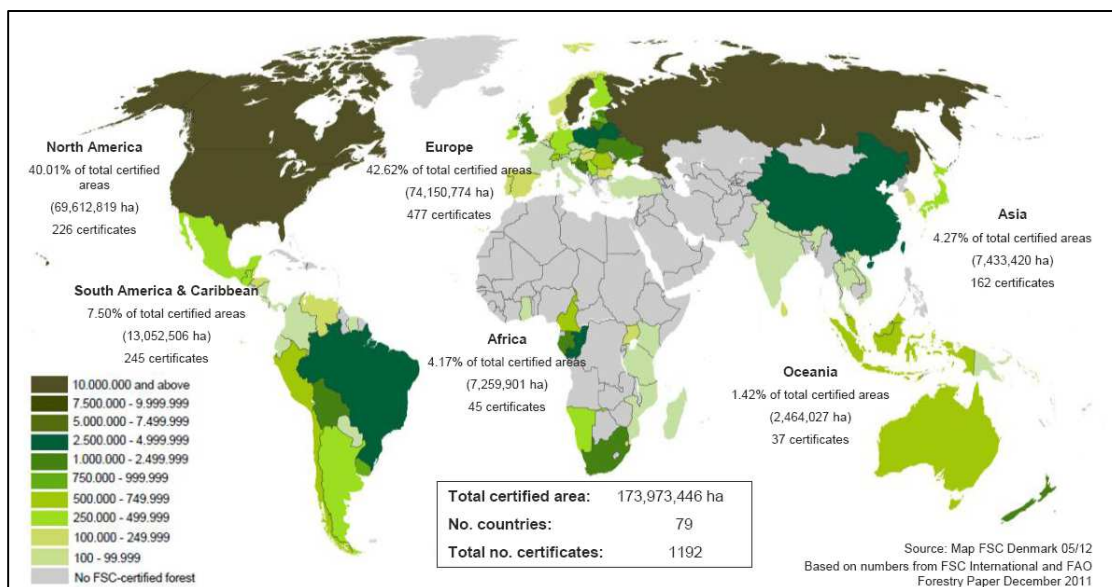 North America
40.01% of total certified
areas
(69,612,819 ha)
226 certificates
Europe
42.62% of total certified areas
(74,150,774 ha)
477 certificates
Asia
4.27% of total certified areas
(7,433,420 ha)
162 certificates
South America & Caribbean
7.50% of total certified areas
(13,052,506 ha)
245 certificates
Africa
4.17% of total certified areas
(7,259,901 ha)
45 certificates
Oceania
1.42% of total certified areas
(2,464,027 ha)
37 certificates
10.000.000 and above
7.500.000 - 9.999.999
5.000.000 - 7.499.999
2.500.000 - 4.999.999
1.000.000 - 2.499.999
750.000 - 999.999
500.000 - 749.999
250.000 - 499.999
100.000 - 249.999
100 - 99.999
No FSC-certified forest
Total certified area: 173,973,446 ha
No. countries: 79
Total no. certificates: 1192
Source: Map FSC Denmark 05/12
Based on numbers from FSC International and FAO
Forestry Paper December 2011